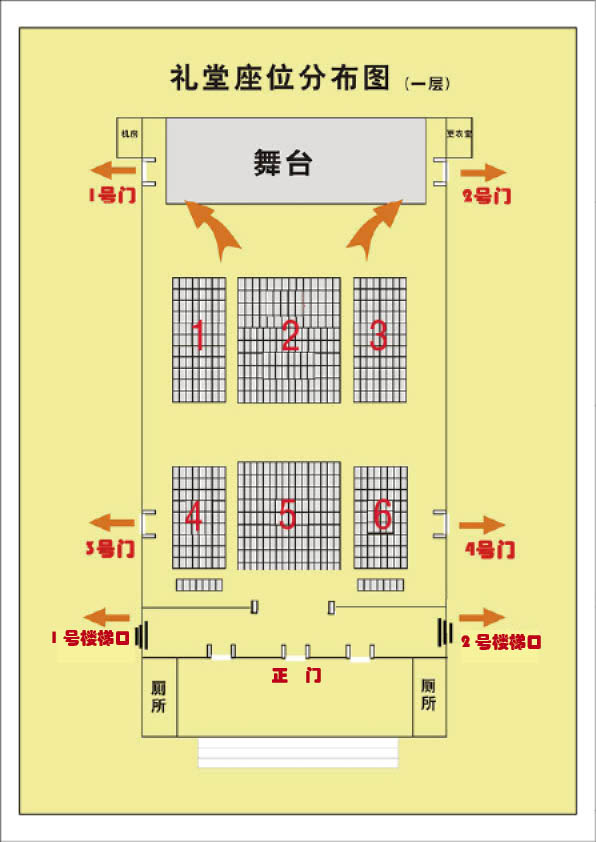 礼堂座位分布图（一层）
机房
舞台
更衣室
1号门
2号门
1
2
3
4
5
6
3号门
4号门
1号楼梯口
2号楼梯口
正 门
厕所
厕所